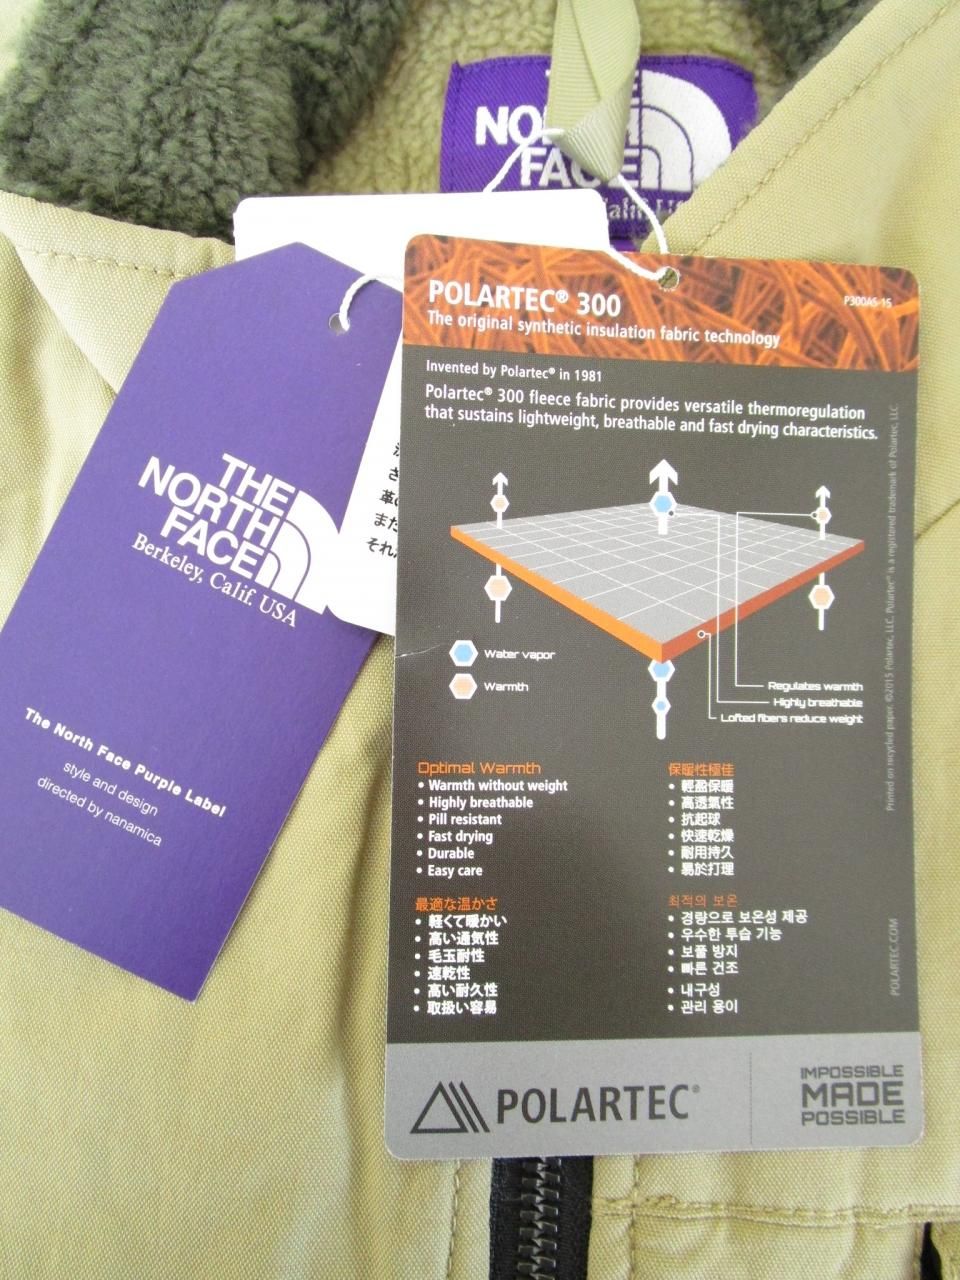 NO
FACE
THE
NORTH
FACE
Berkeley, Calif. USA
The North Face Purple Label
style and design
directed by nanamica
革の
また
それ
POLARTEC® 300
P300AS-15
The original synthetic insulation fabric technology
Invented by Polartec® in 1981
Polartec® 300 fleece fabric provides versatile thermoregulation
that sustains lightweight, breathable and fast drying characteristics.
Water vapor
Warmth
Regulates warmth
Highly breathable
Lofted fibers reduce weight
Optimal Warmth
• Warmth without weight
• Highly breathable
• Pill resistant
• Fast drying
• Durable
• Easy care
保暖性極佳
• 輕盈保暖
• 高透氣性
• 抗起球
• 快速乾燥
• 耐用持久
• 易於打理
最適な温かさ
• 軽くて暖かい
• 高い通気性
• 毛玉耐性
• 速乾性
• 高い耐久性
• 取扱い容易
최적의 보온
• 경량으로 보온성 제공
• 우수한 투습 기능
• 보풀 방지
• 빠른 건조
• 내구성
• 관리 용이
Printed on recycled paper. ©2015 Polartec, LLC. Polartec® is a registered trademark of Polartec, LLC
POLARTEC.COM
POLARTEC®
IMPOSSIBLE
MADE
POSSIBLE